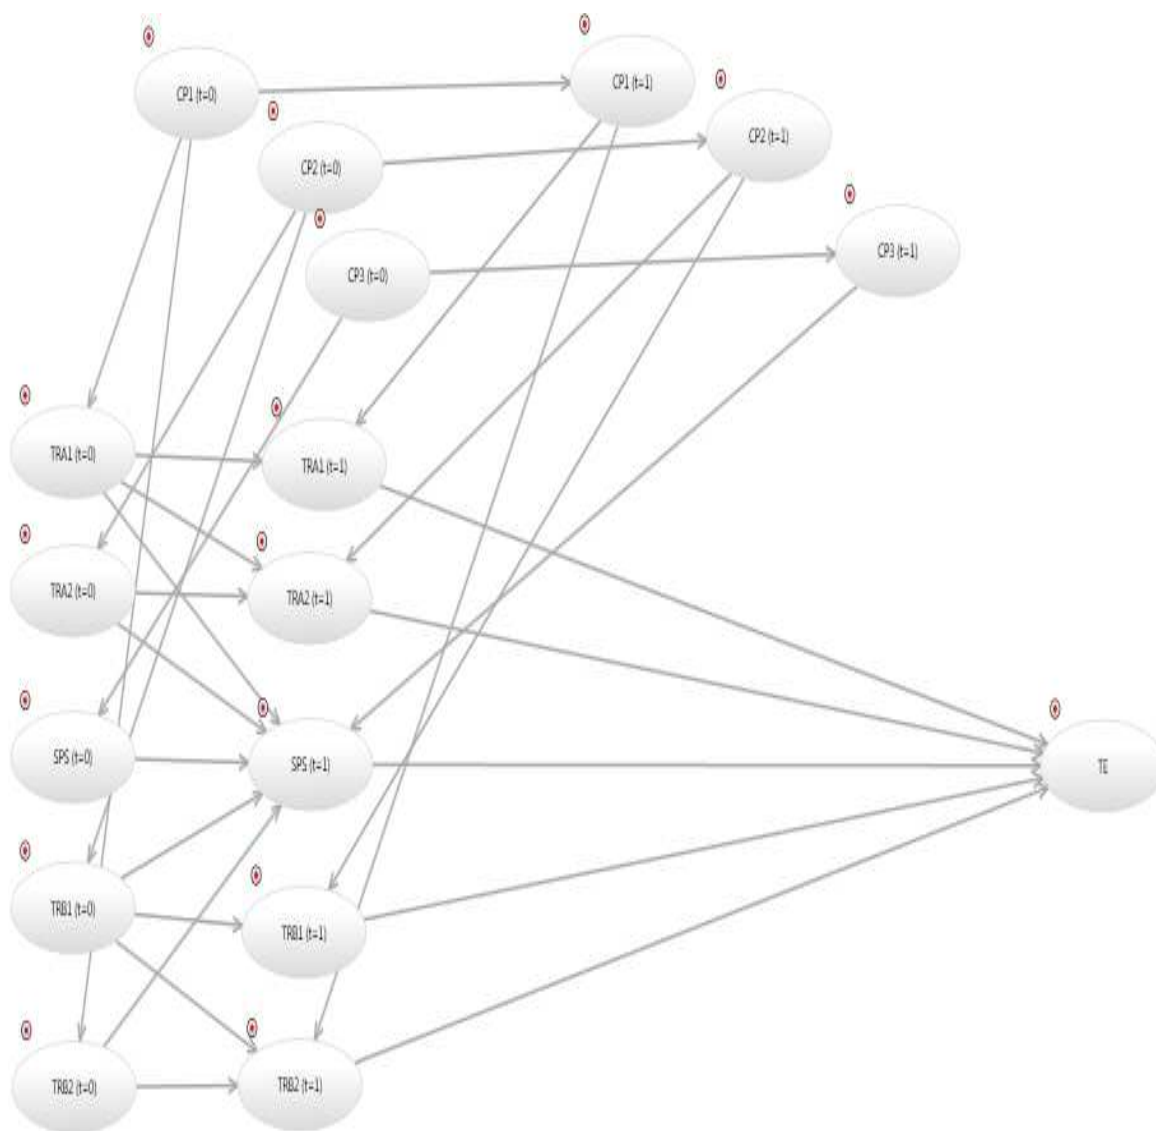 CP1 (t=0)
CP1 (t=1)
CP2 (t=0)
CP2 (t=1)
CP3 (t=0)
CP3 (t=1)
TRA1 (t=0)
TRA1 (t=1)
TRA2 (t=0)
TRA2 (t=1)
SPS (t=0)
SPS (t=1)
TE
TRB1 (t=0)
TRB1 (t=1)
TRB2 (t=0)
TRB2 (t=1)